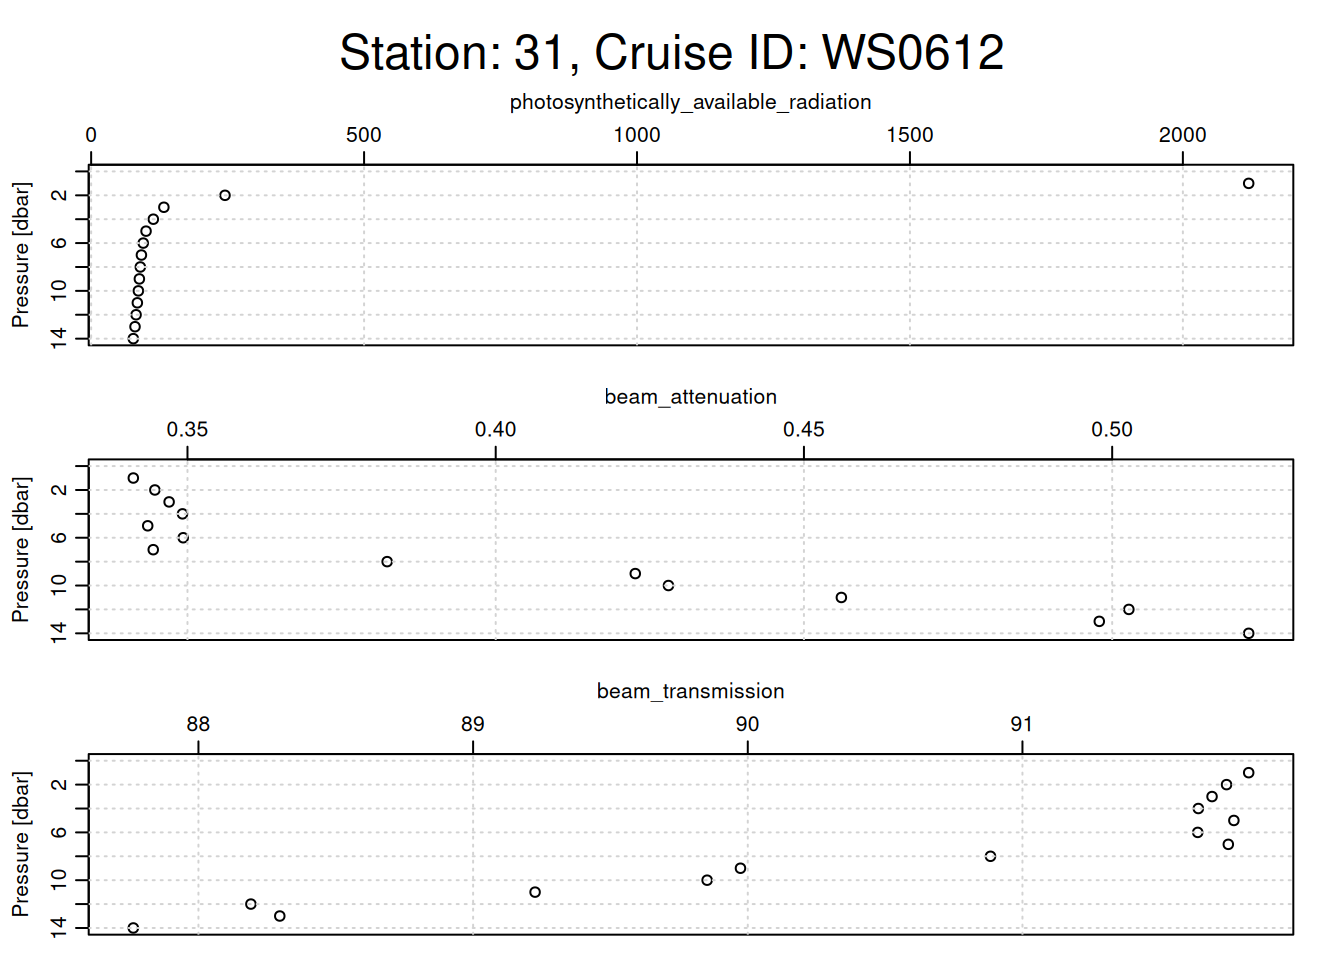 Station: 31, Cruise ID: WS0612
photosynthetically_available_radiation
0 500 1000 1500 2000
Pressure [dbar]
2
6
10
14
beam_attenuation
0.35 0.40 0.45 0.50
Pressure [dbar]
2
6
10
14
beam_transmission
88 89 90 91
Pressure [dbar]
2
6
10
14